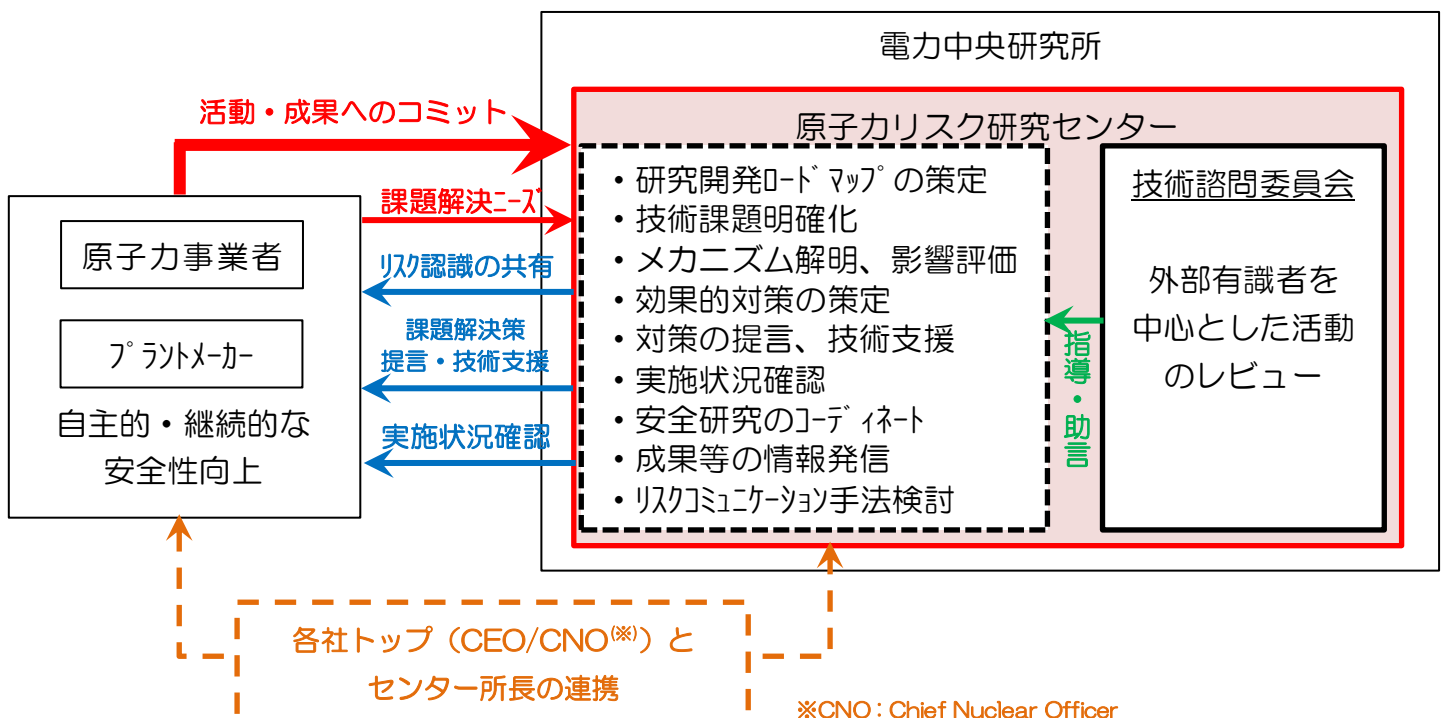 電力中央研究所
活動・成果へのコミット
原子力リスク研究センター
課題解決ﾆｰｽﾞ
ﾘｽｸ認識の共有
課題解決策
提言・技術支援
実施状況確認
原子力事業者
ﾌﾟﾗﾝﾄﾒｰｶｰ
自主的・継続的な
安全性向上
・研究開発ﾛｰﾄﾞﾏｯﾌﾟの策定
・技術課題明確化
・メカニズム解明、影響評価
・効果的対策の策定
・対策の提言、技術支援
・実施状況確認
・安全研究のｺｰﾃﾞｨﾈｰﾄ
・成果等の情報発信
・ﾘｽｸｺﾐｭﾆｹｰｼｮﾝ手法検討
指導・助言
技術諮問委員会
外部有識者を
中心とした活動
のレビュー
各社トップ（CEO/CNO(※)）と
センター所長の連携
※CNO：Chief Nuclear Officer